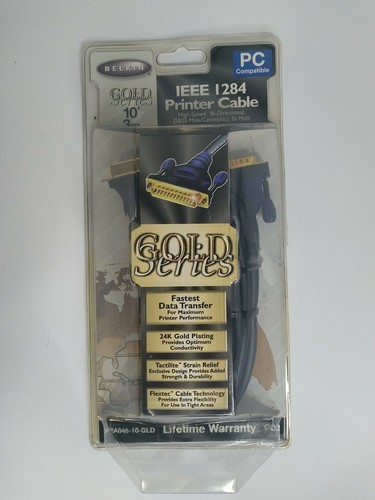 BELKIN
PC
Compatible
GOLD
Series
10'
3m
IEEE 1284
Printer Cable
High-Speed Bi-Directional
DB25 Male/Centronics 36 Male
GOLD
Series
Fastest
Data Transfer
For Maximum
Printer Performance
24K Gold Plating
Provides Optimum
Conductivity
Tactilite™ Strain Relief
Exclusive Design Provides Added
Strength & Durability
Flextec™ Cable Technology
Provides Extra Flexibility
For Use In Tight Areas
Lifetime Warranty